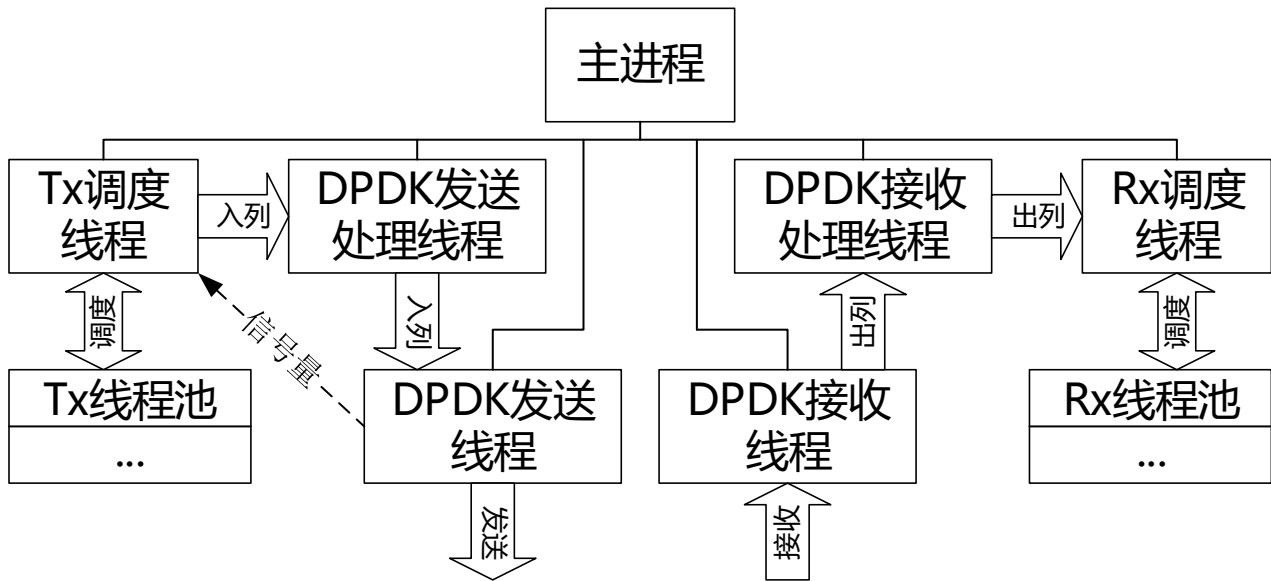 主进程
Tx调度
线程
入列
DPDK发送
处理线程
DPDK接收
处理线程
出列
Rx调度
线程
调度
信号量
入列
出列
调度
Tx线程池
...
DPDK发送
线程
DPDK接收
线程
Rx线程池
...
发送
接收